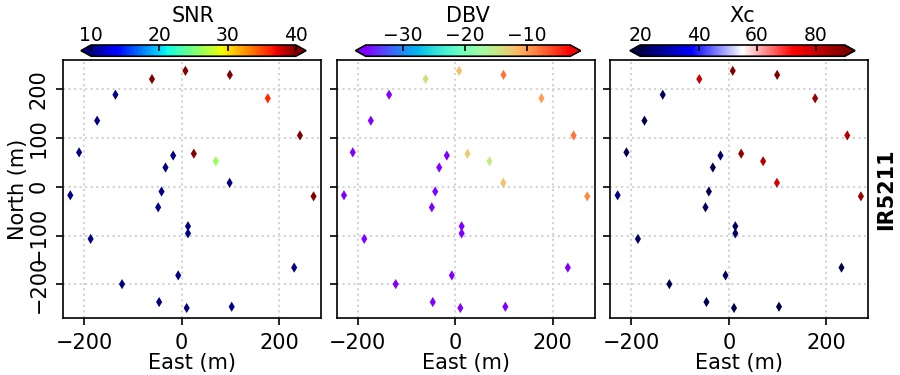 SNR DBV Xc
10 20 30 40 −30 −20 −10 20 40 60 80
200
100
0
−100
−200
North (m)
−200 0 200 −200 0 200 −200 0 200
East (m) East (m) East (m)
IR5211